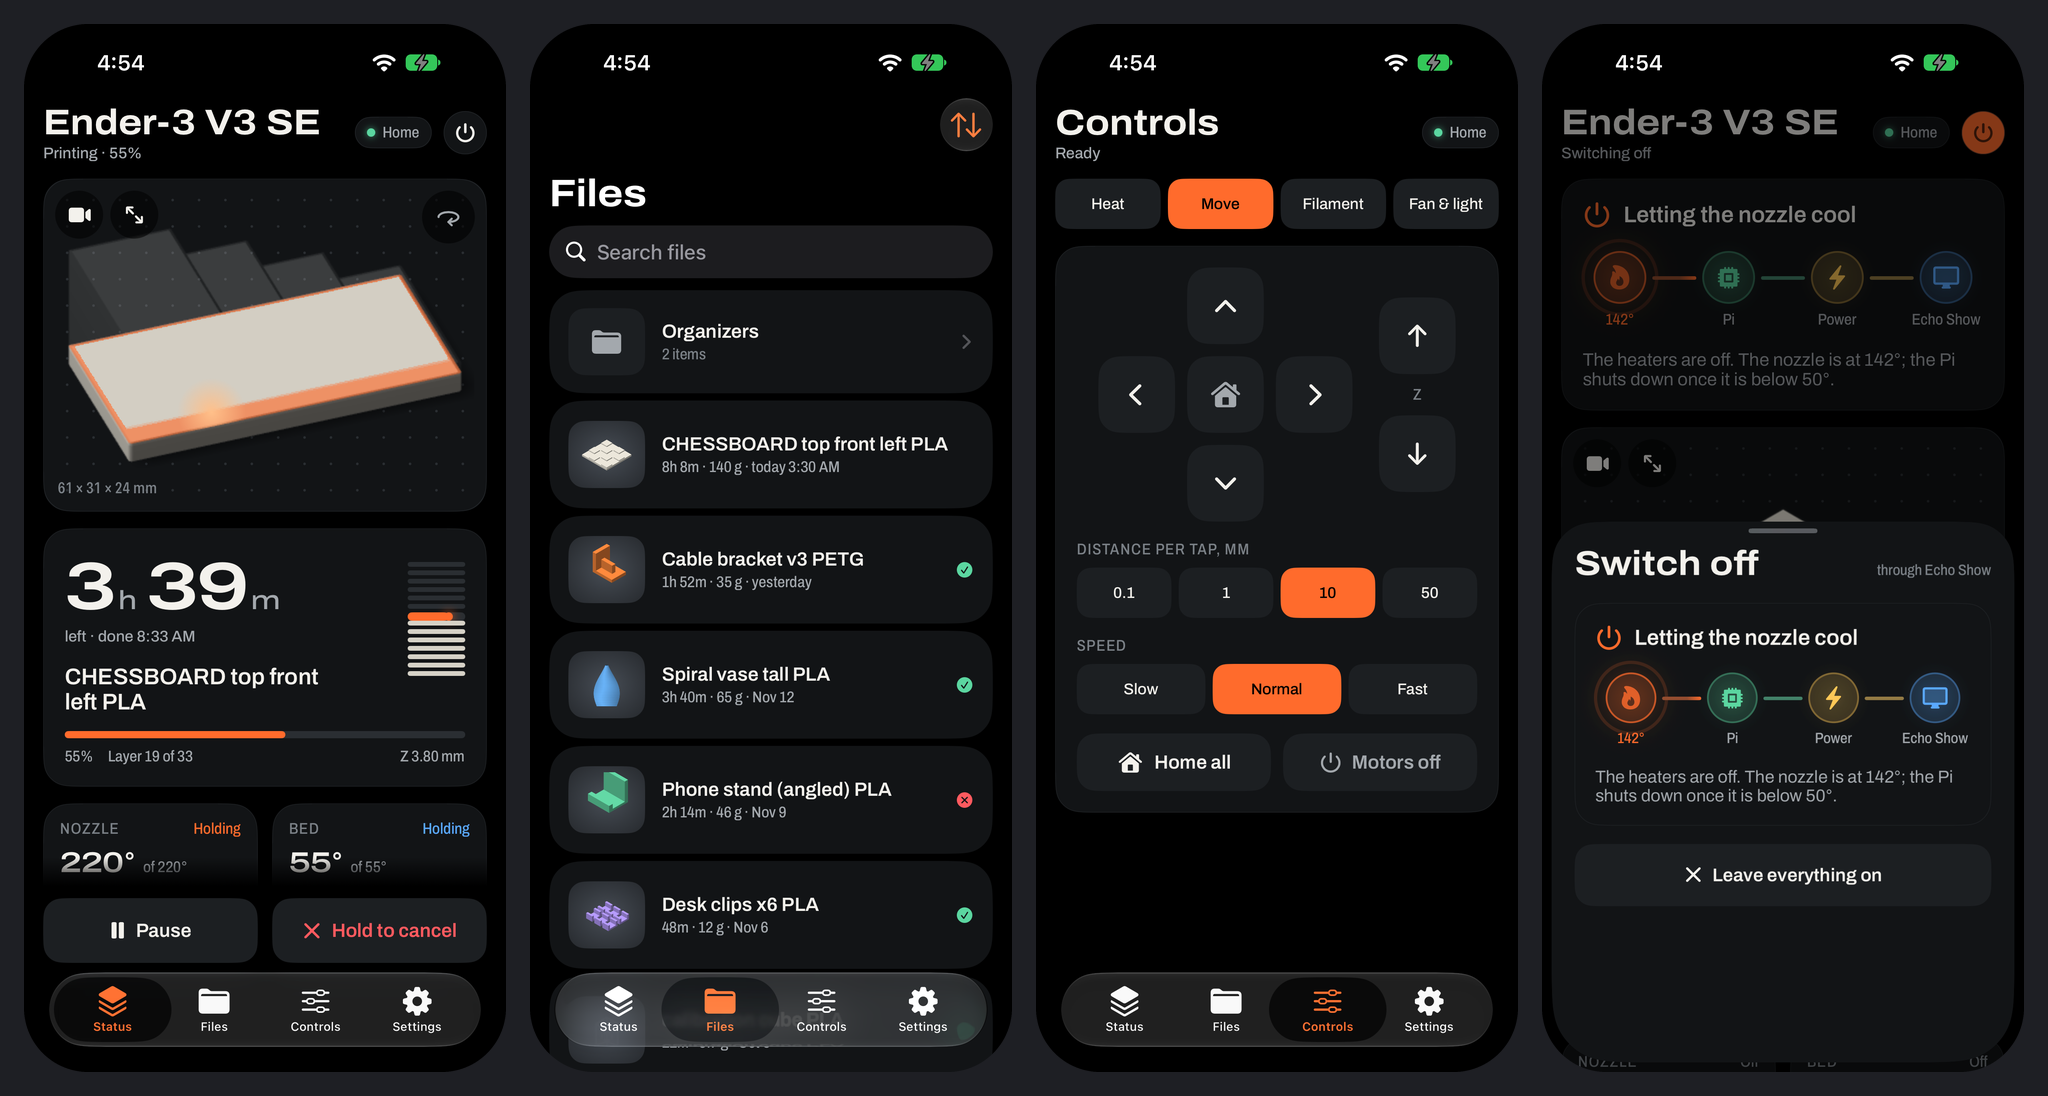 4:54
Ender-3 V3 SE
Printing · 55%
Home
61 × 31 × 24 mm
3h 39m
left · done 8:33 AM
CHESSBOARD top front
left PLA
55% Layer 19 of 33 Z 3.80 mm
NOZZLE Holding
220° of 220°
BED Holding
55° of 55°
Pause
Hold to cancel
Status
Files
Controls
Settings
4:54
Files
Search files
Organizers
2 items
CHESSBOARD top front left PLA
8h 8m · 140 g · today 3:30 AM
Cable bracket v3 PETG
1h 52m · 35 g · yesterday
Spiral vase tall PLA
3h 40m · 65 g · Nov 12
Phone stand (angled) PLA
2h 14m · 46 g · Nov 9
Desk clips x6 PLA
48m · 12 g · Nov 6
Status
Files
Controls
Settings
4:54
Controls
Ready
Home
Heat
Move
Filament
Fan & light
Z
DISTANCE PER TAP, MM
0.1
1
10
50
SPEED
Slow
Normal
Fast
Home all
Motors off
Status
Files
Controls
Settings
4:54
Ender-3 V3 SE
Switching off
Home
Letting the nozzle cool
142°
Pi
Power
Echo Show
The heaters are off. The nozzle is at 142°; the Pi
shuts down once it is below 50°.
Switch off
through Echo Show
Letting the nozzle cool
142°
Pi
Power
Echo Show
The heaters are off. The nozzle is at 142°; the Pi
shuts down once it is below 50°.
Leave everything on
NOZZLE Off
BED Off